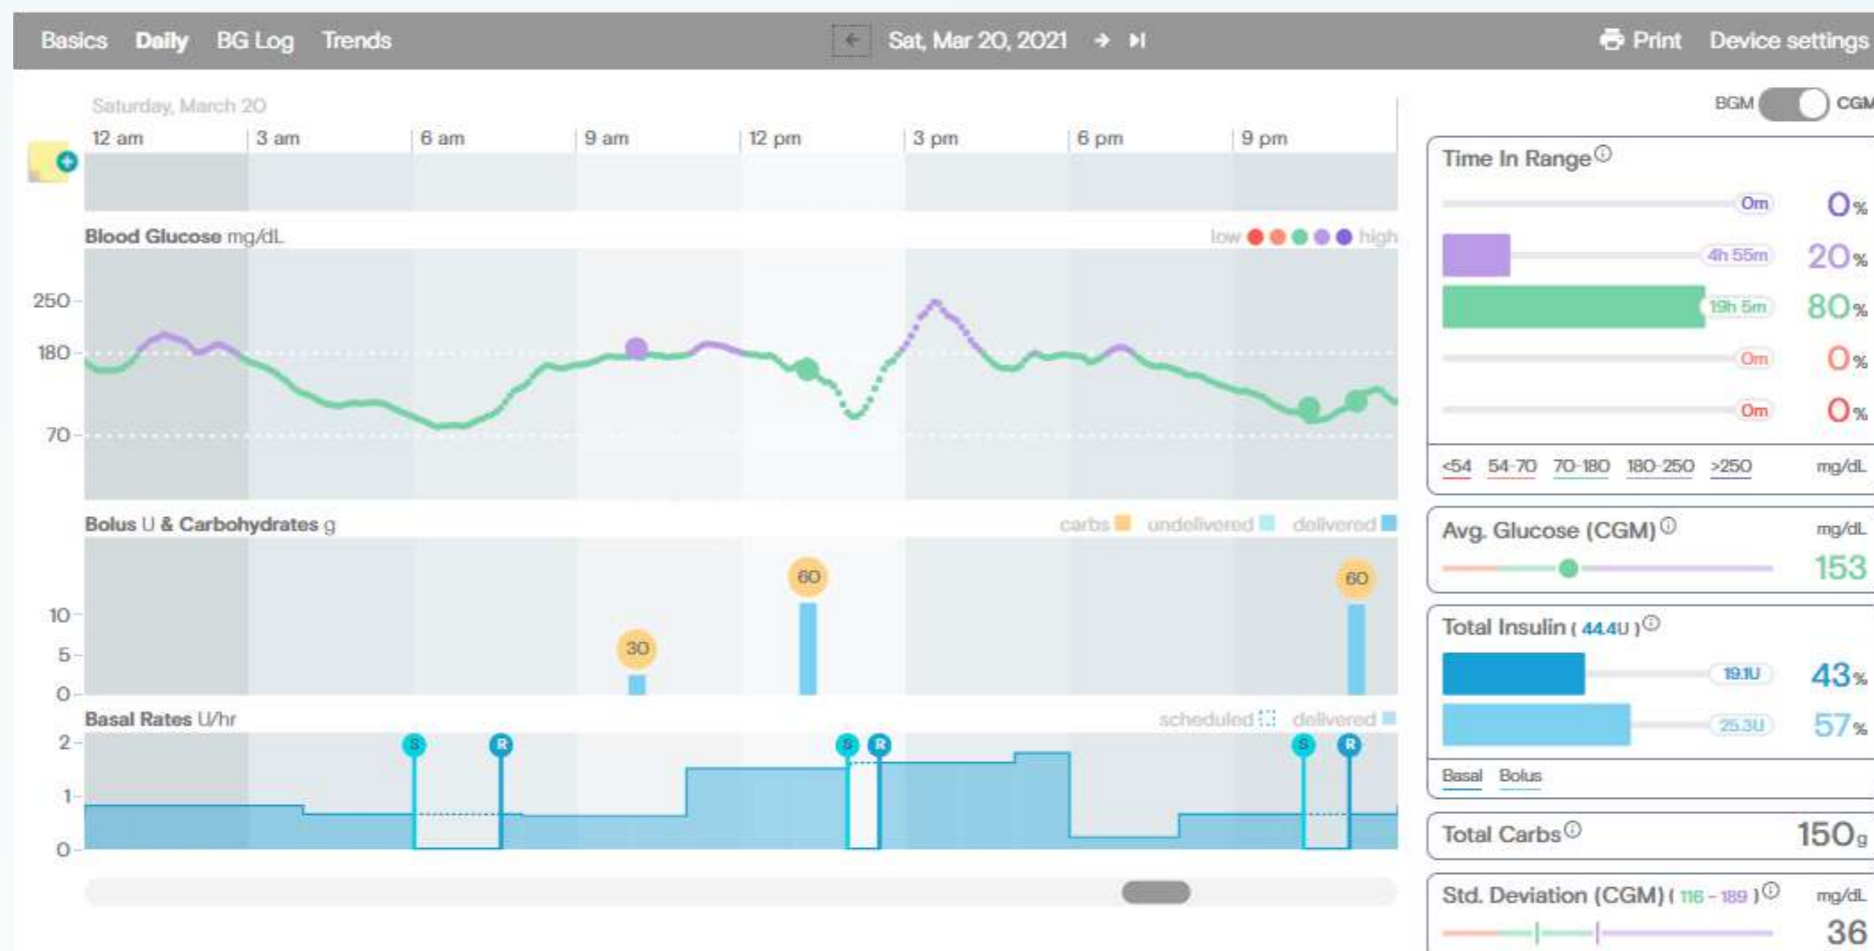 Basics Daily BG Log Trends Sat, Mar 20, 2021 Print Device settings
Saturday, March 20
BGM CGM
12 am 3 am 6 am 9 am 12 pm 3 pm 6 pm 9 pm
Blood Glucose mg/dL low high
250
180
70
Bolus U & Carbohydrates g carbs undelivered delivered
60 60
30
10
5
0
Basal Rates U/hr scheduled delivered
S R S R S R
2
1
0
Time In Range
0m 0%
4h 55m 20%
19h 5m 80%
0m 0%
0m 0%
<54 54-70 70-180 180-250 >250 mg/dL
Avg. Glucose (CGM) mg/dL
153
Total Insulin ( 44.4U )
19.1U 43%
25.3U 57%
Basal Bolus
Total Carbs 150g
Std. Deviation (CGM) ( 116 - 189 ) mg/dL
36